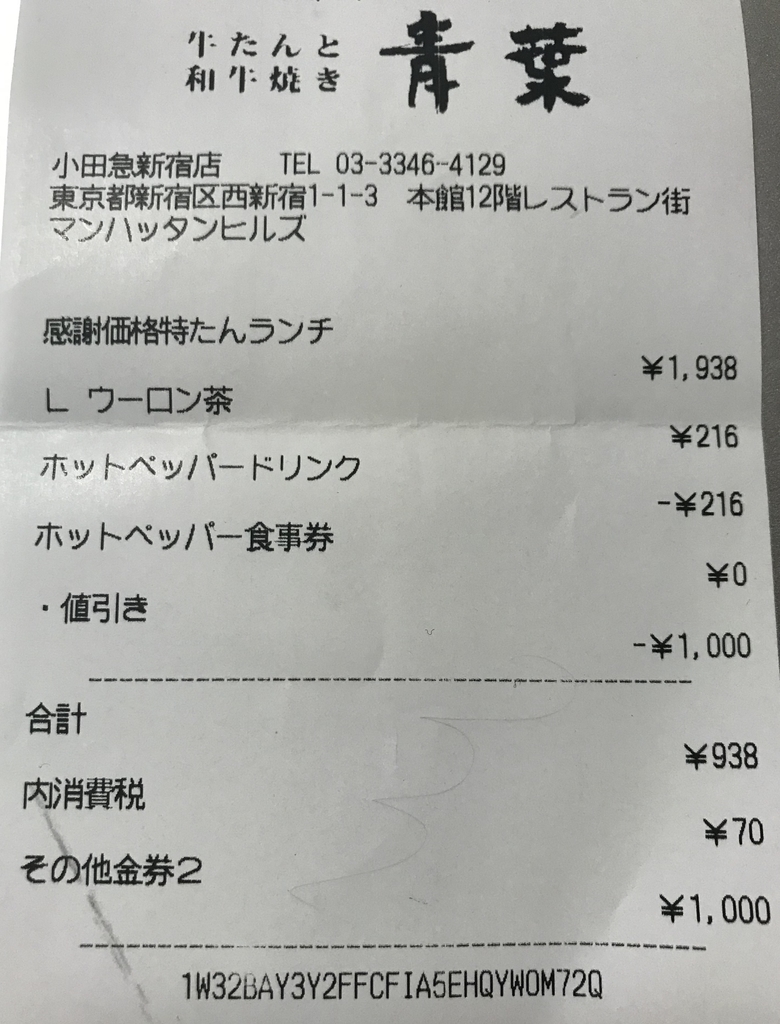 牛たんと
和牛焼き 青葉
小田急新宿店 TEL 03-3346-4129
東京都新宿区西新宿1-1-3 本館12階レストラン街
マンハッタンヒルズ
感謝価格特たんランチ
¥1,938
L ウーロン茶
¥216
ホットペッパードリンク
-¥216
ホットペッパー食事券
¥0
・値引き
-¥1,000
合計
¥938
内消費税
¥70
その他金券2
¥1,000
1W32BAY3Y2FFCFIA5EHQYWOM72Q